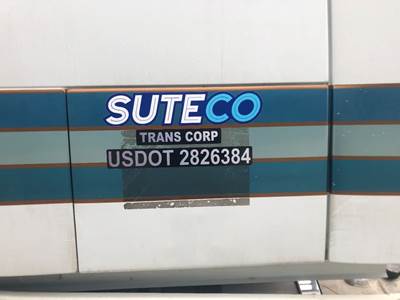 SUTECO
TRANS CORP
USDOT 2826384